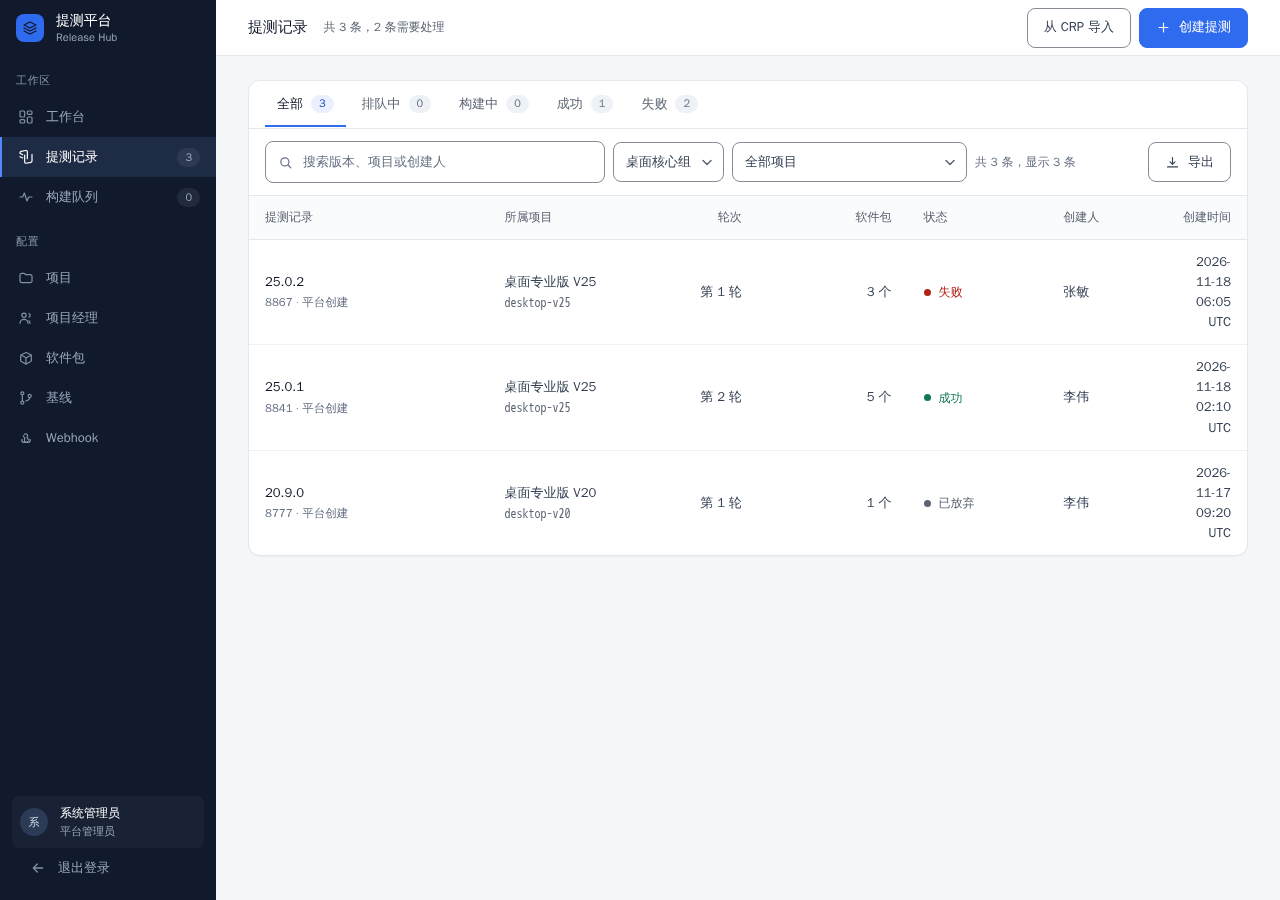 提测平台
Release Hub
工作区
工作台
提测记录 3
构建队列 0
配置
项目
项目经理
软件包
基线
Webhook
系 系统管理员
平台管理员
退出登录
提测记录 共 3 条，2 条需要处理
从 CRP 导入
创建提测
全部 3 排队中 0 构建中 0 成功 1 失败 2
搜索版本、项目或创建人
桌面核心组
全部项目
共 3 条，显示 3 条
导出
提测记录 所属项目 轮次 软件包 状态 创建人 创建时间
25.0.2
8867 · 平台创建
桌面专业版 V25
desktop-v25
第 1 轮
3 个
失败
张敏
2026-
11-18
06:05
UTC
25.0.1
8841 · 平台创建
桌面专业版 V25
desktop-v25
第 2 轮
5 个
成功
李伟
2026-
11-18
02:10
UTC
20.9.0
8777 · 平台创建
桌面专业版 V20
desktop-v20
第 1 轮
1 个
已放弃
李伟
2026-
11-17
09:20
UTC